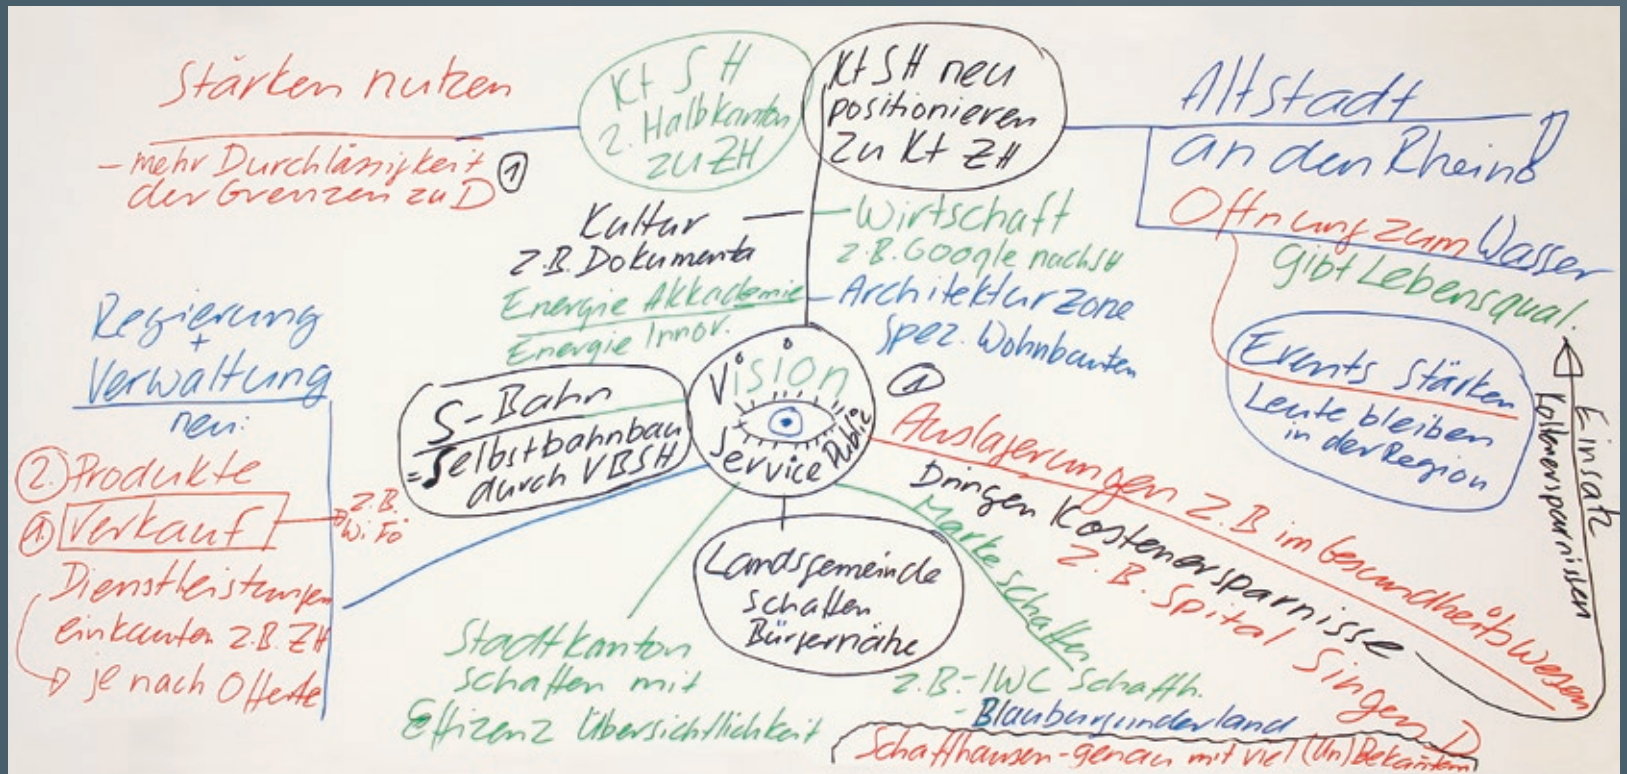 Stärken nutzen
- mehr Durchlässigkeit
der Grenzen zu D
1
Kt SH
2. Halbkanton
zu ZH
Kt SH neu
positionieren
zu Kt ZH
Altstadt
an den Rhein
Öffnung zum Wasser
gibt Lebensqual.
Kultur
z.B. Dokumenta
Energie Akkademie
Energie Innov.
Wirtschaft
z.B. Google nach SH
Architekturzone
spez. Wohnbauten
Events stärken
Leute bleiben
in der Region
Einsatz
Kostenersparnissen
Regierung
+
Verwaltung
neu:
2. Produkte
1. Verkauf
z.B.
Wi Fö
Dienstleistungen
einkaufen z.B. ZH
je nach Offerte
S-Bahn
= Selbstbahnbau
durch VBSH
Vision
Service Public
1
Auslagerungen z.B im Gesundheitswesen
Bringen Kostenersparnisse
z.B. Spital Singen D
Marke schaffen
z.B. - IWC Schaffh.
- Blauburgunderland
Schaffhausen - genau mit viel (Un)Bekanntem
Landsgemeinde
schaffen
Bürgernähe
Stadtkanton
schaffen mit
Effizenz Übersichtlichkeit